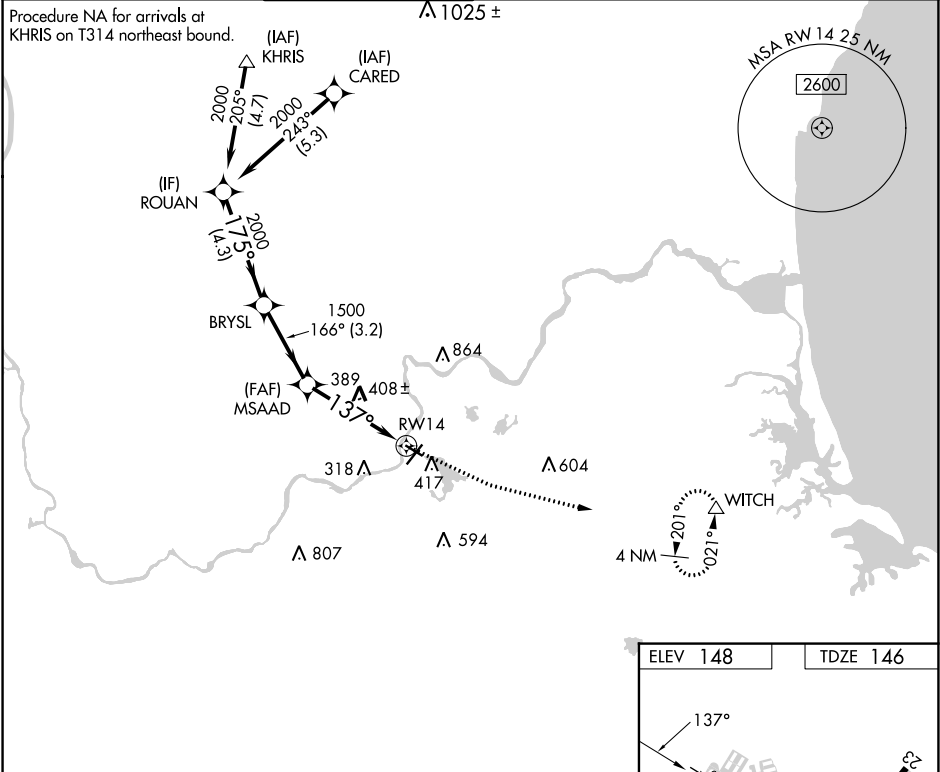 Procedure NA for arrivals at
KHRIS on T314 northeast bound.
1025 ±
(IAF)
KHRIS
(IAF)
CARED
MSA RW 14 25 NM
2600
2000
205°
(4.7)
2000
243°
(5.3)
(IF)
ROUAN
2000
175°
(4.3)
BRYSL
1500
166° (3.2)
864
(FAF)
MSAAD
389
408 ±
137°
RW14
318
417
604
WITCH
201°
021°
4 NM
807
594
ELEV 148
TDZE 146
137°
23